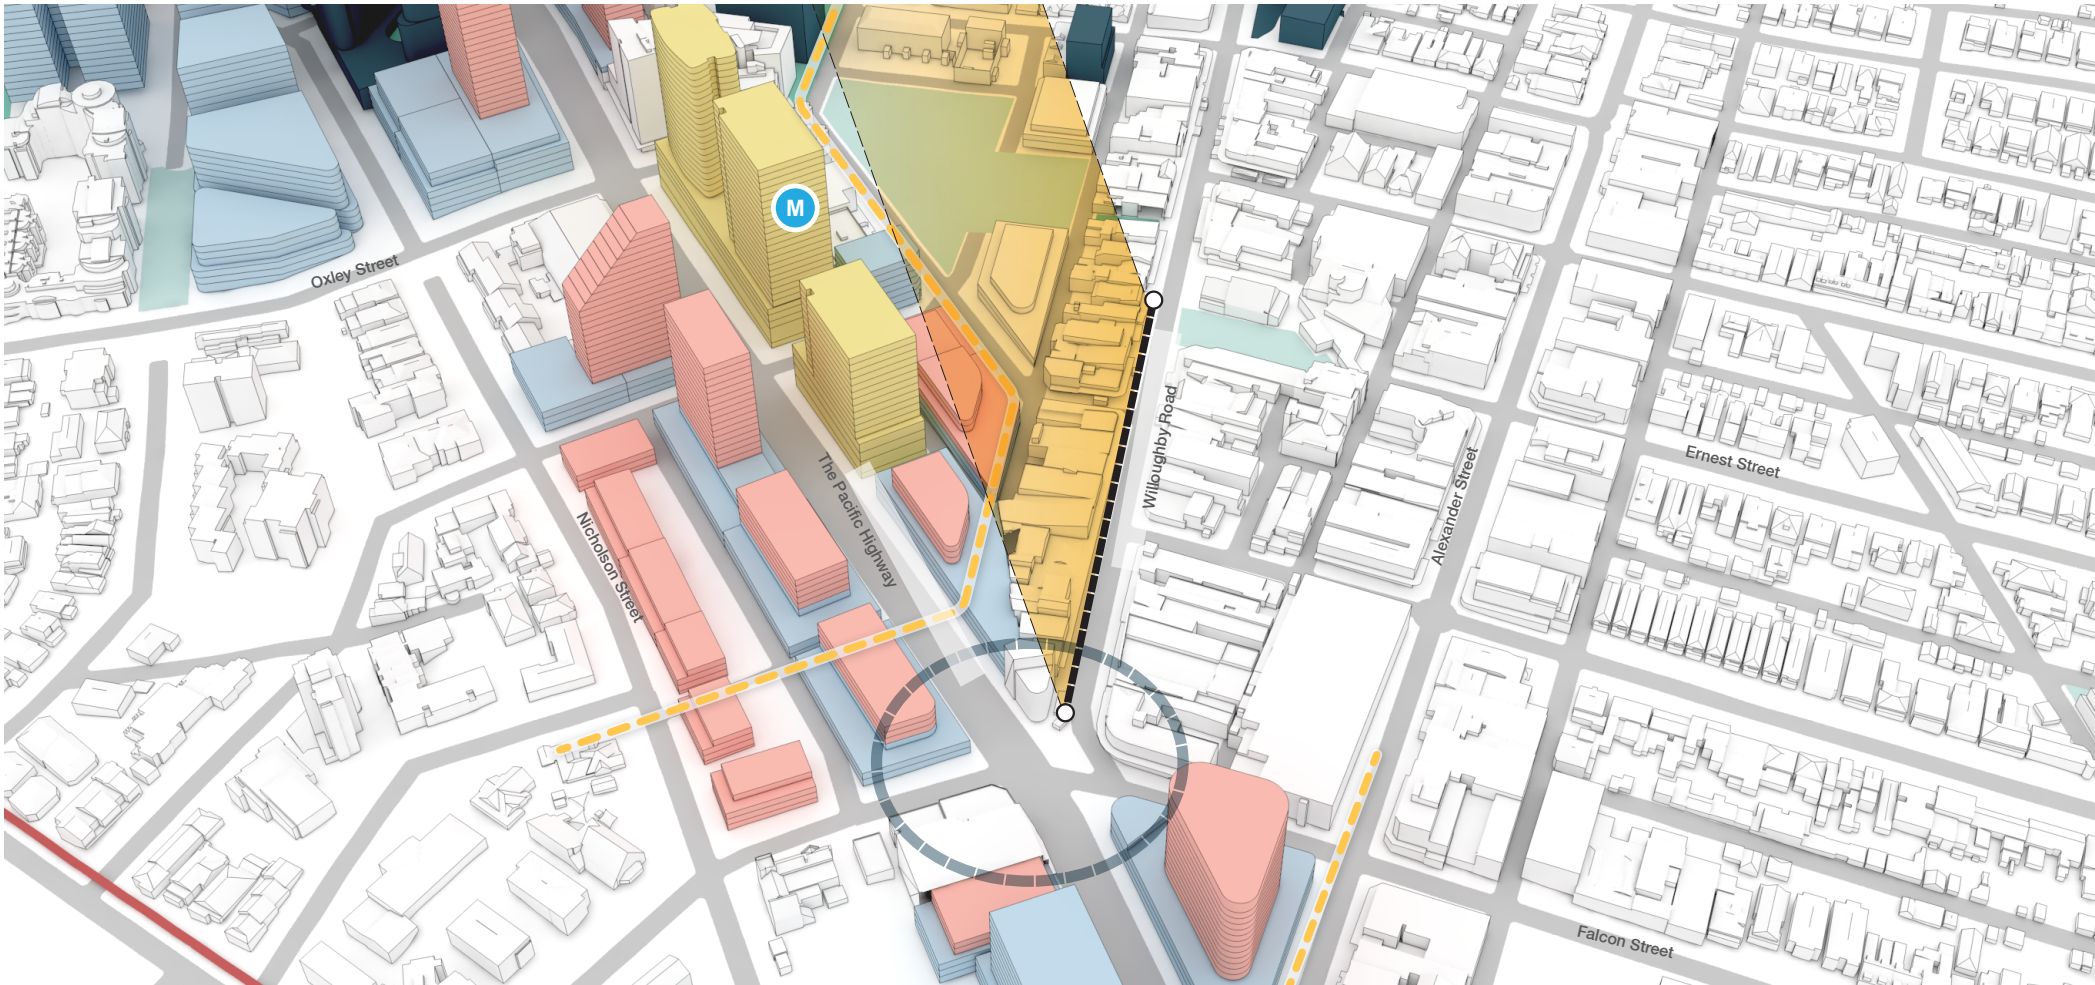 M
Oxley Street
The Pacific Highway
Willoughby Road
Alexander Street
Ernest Street
Nicholson Street
Falcon Street